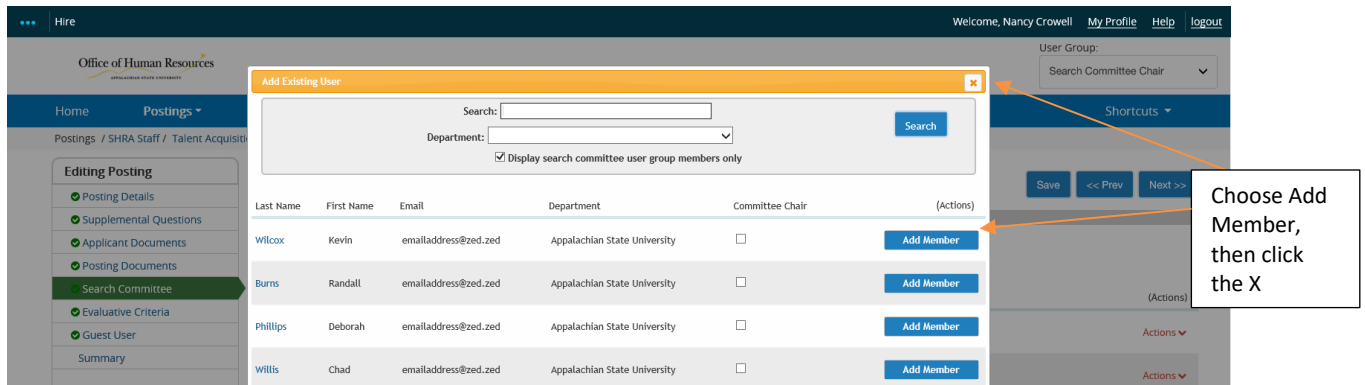 Hire
Welcome, Nancy Crowell My Profile Help logout
Office of Human Resources
APPALACHIAN STATE UNIVERSITY
User Group:
Search Committee Chair
Home Postings Shortcuts
Postings / SHRA Staff / Talent Acquisiti
Add Existing User
Search:
Department:
Search
Display search committee user group members only
Editing Posting
Posting Details
Supplemental Questions
Applicant Documents
Posting Documents
Search Committee
Evaluative Criteria
Guest User
Summary
Last Name First Name Email Department Committee Chair (Actions)
Wilcox Kevin emailaddress@zed.zed Appalachian State University Add Member
Burns Randall emailaddress@zed.zed Appalachian State University Add Member
Phillips Deborah emailaddress@zed.zed Appalachian State University Add Member
Willis Chad emailaddress@zed.zed Appalachian State University Add Member
Save << Prev Next >>
(Actions)
Actions
Actions
Choose Add
Member,
then click
the X